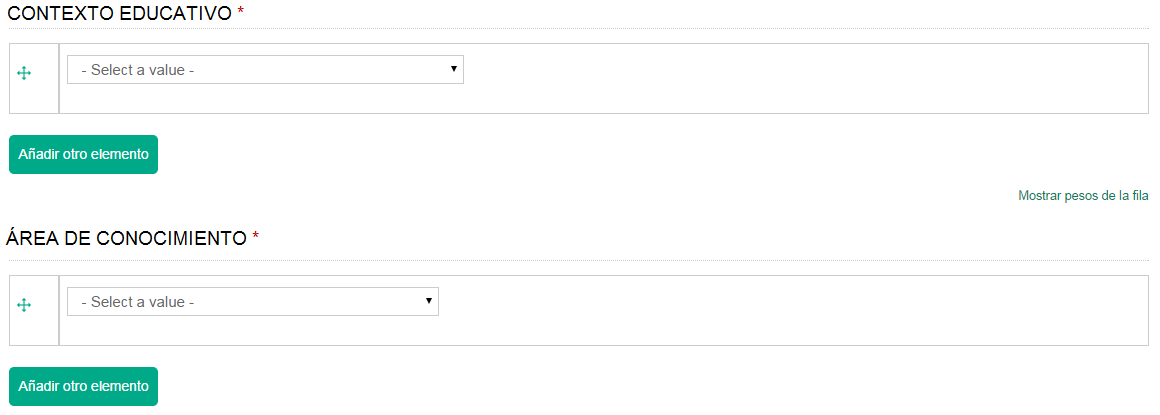 CONTEXTO EDUCATIVO *
- Select a value -
Añadir otro elemento
Mostrar pesos de la fila
ÁREA DE CONOCIMIENTO *
- Select a value -
Añadir otro elemento